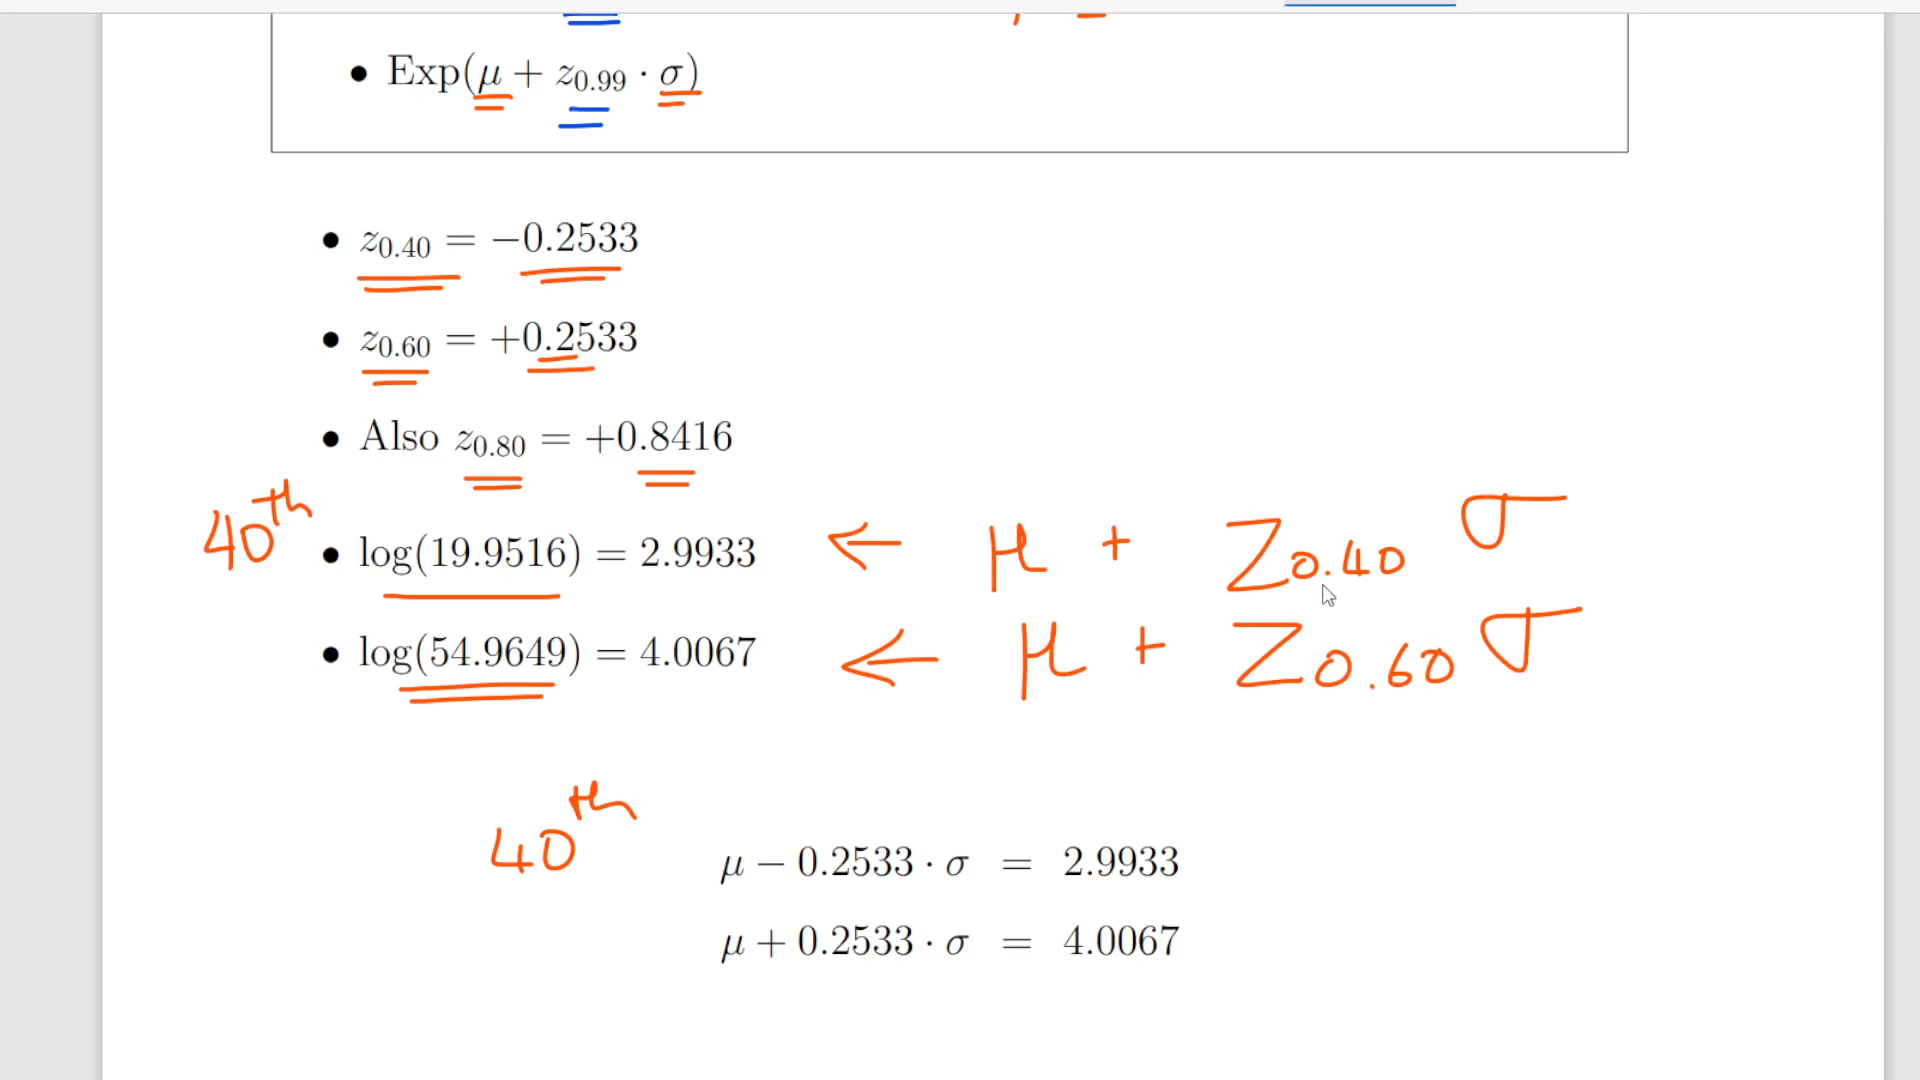 • Exp(μ + z0.99 · σ)
• z0.40 = −0.2533
• z0.60 = +0.2533
• Also z0.80 = +0.8416
40th • log(19.9516) = 2.9933 ← μ + Z0.40 σ
• log(54.9649) = 4.0067 ← μ + Z0.60 σ
40th
μ − 0.2533 · σ = 2.9933
μ + 0.2533 · σ = 4.0067